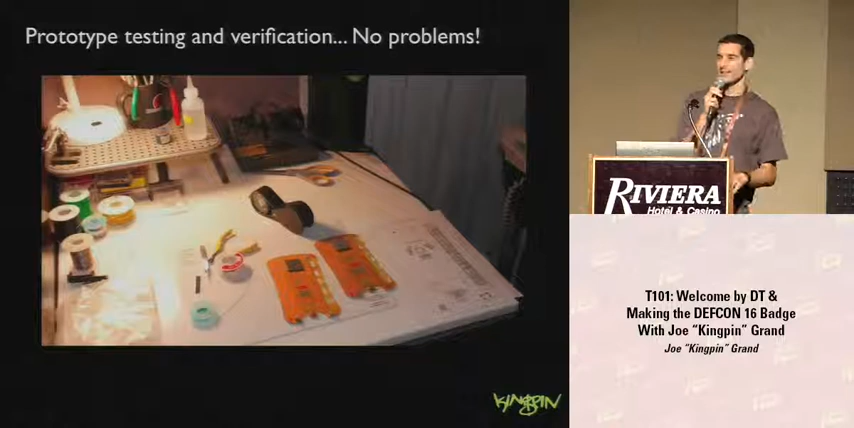 Prototype testing and verification... No problems!
RIVIERA
Hotel & Casino
T101: Welcome by DT &
Making the DEFCON 16 Badge
With Joe "Kingpin" Grand
Joe "Kingpin" Grand
KINGPIN